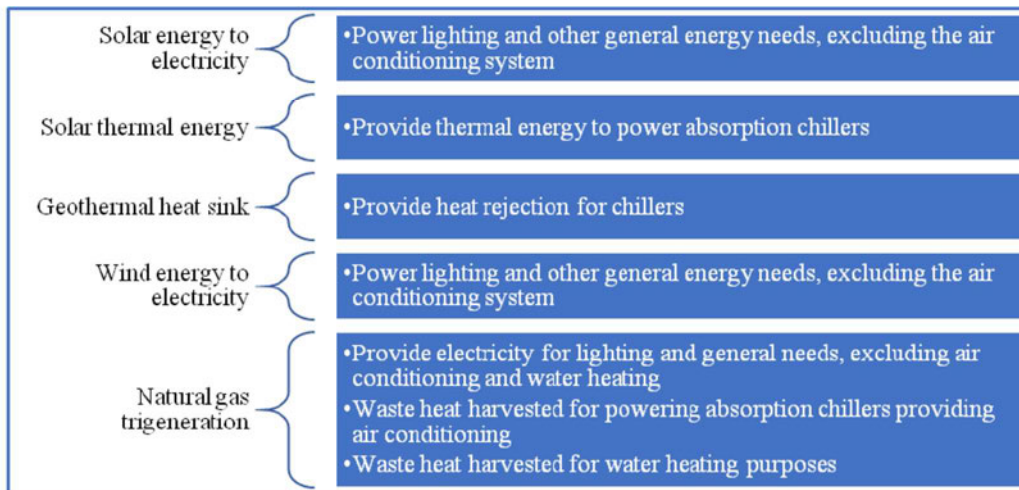 Solar energy to
electricity
•Power lighting and other general energy needs, excluding the air
conditioning system
Solar thermal energy
•Provide thermal energy to power absorption chillers
Geothermal heat sink
•Provide heat rejection for chillers
Wind energy to
electricity
•Power lighting and other general energy needs, excluding the air
conditioning system
Natural gas
trigeneration
•Provide electricity for lighting and general needs, excluding air
conditioning and water heating
•Waste heat harvested for powering absorption chillers providing
air conditioning
•Waste heat harvested for water heating purposes